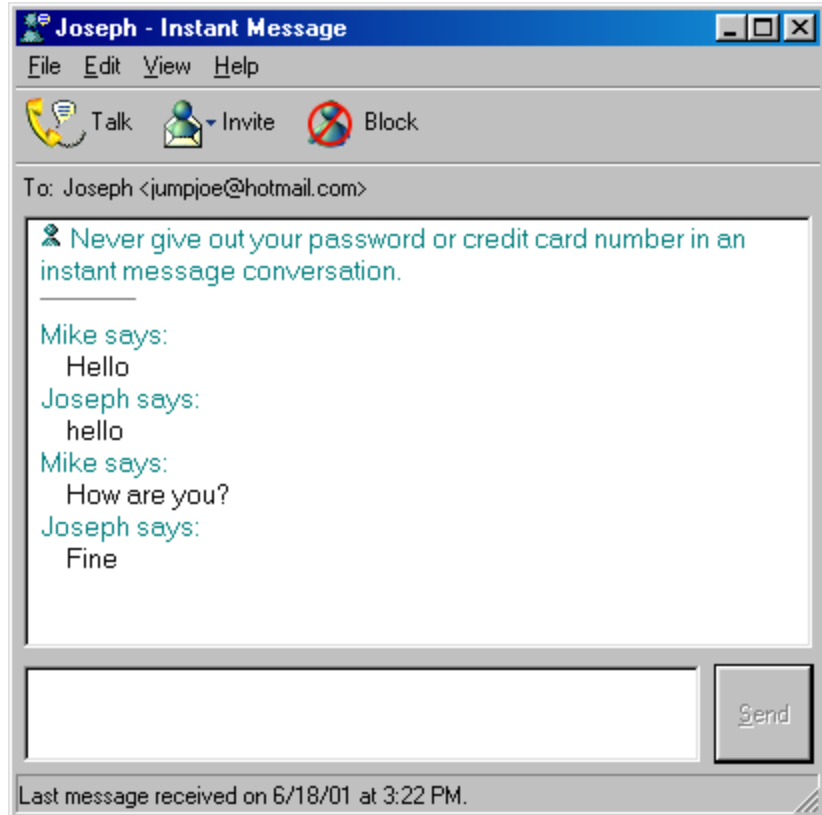 Joseph - Instant Message
File Edit View Help
Talk Invite Block
To: Joseph <jumpjoe@hotmail.com>
Never give out your password or credit card number in an
instant message conversation.
Mike says:
Hello
Joseph says:
hello
Mike says:
How are you?
Joseph says:
Fine
Send
Last message received on 6/18/01 at 3:22 PM.